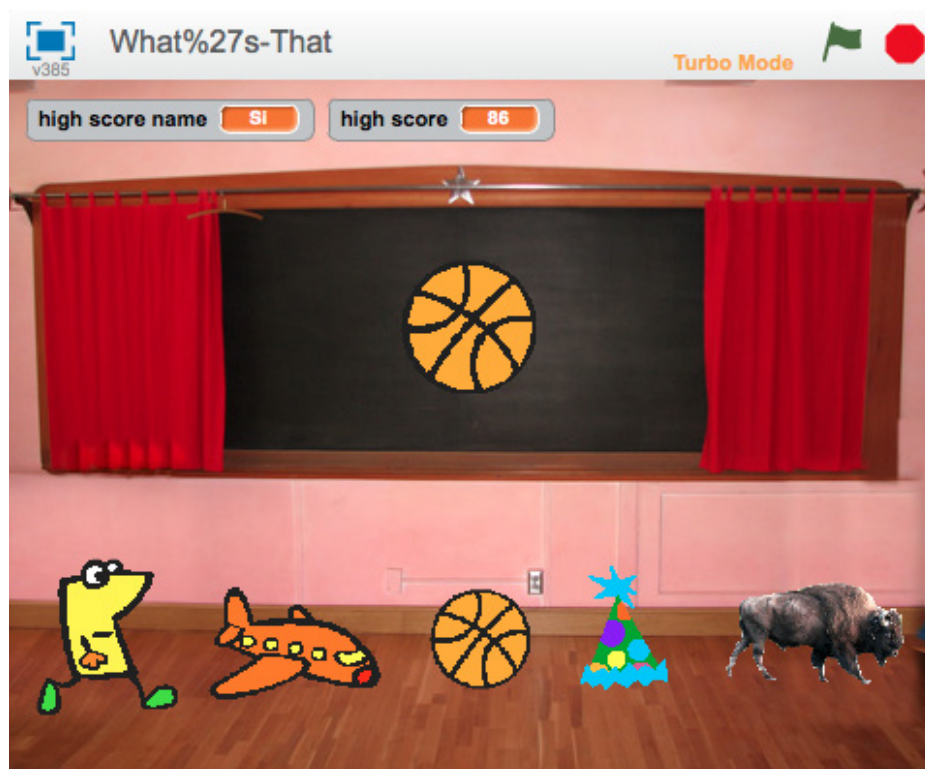 What%27s-That
v385
Turbo Mode
high score name SI
high score 86